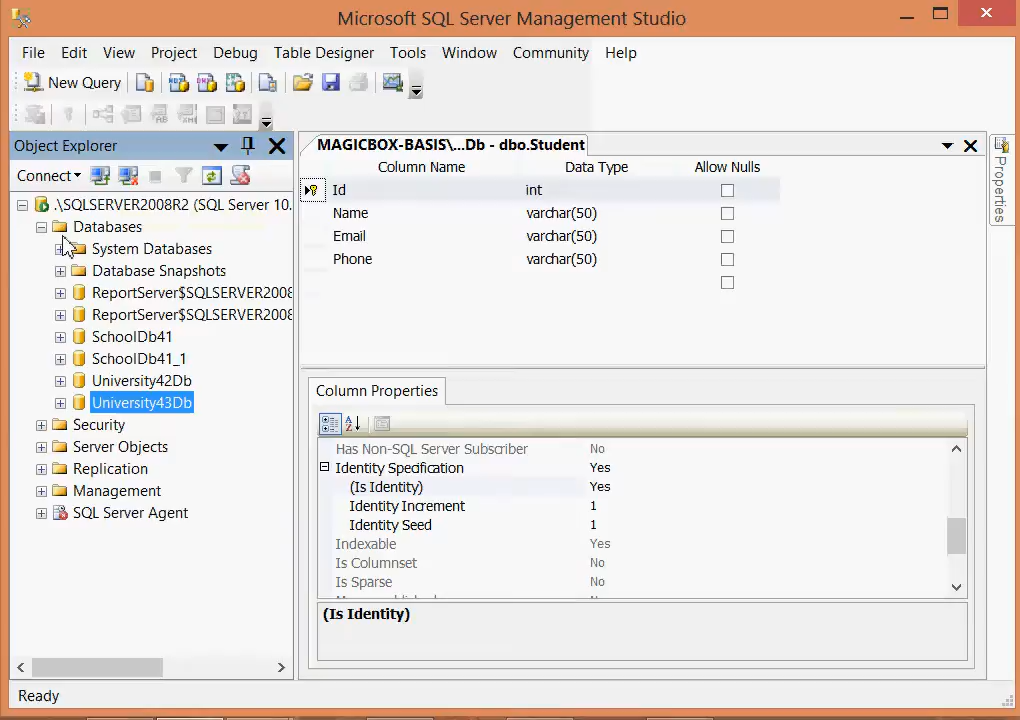 Microsoft SQL Server Management Studio
File Edit View Project Debug Table Designer Tools Window Community Help
New Query
Object Explorer
Connect
.\SQLSERVER2008R2 (SQL Server 10.
Databases
System Databases
Database Snapshots
ReportServer$SQLSERVER2008
ReportServer$SQLSERVER2008
SchoolDb41
SchoolDb41_1
University42Db
University43Db
Security
Server Objects
Replication
Management
SQL Server Agent
MAGICBOX-BASIS\...Db - dbo.Student
Column Name Data Type Allow Nulls
Id int
Name varchar(50)
Email varchar(50)
Phone varchar(50)
Column Properties
Has Non-SQL Server Subscriber No
Identity Specification Yes
(Is Identity) Yes
Identity Increment 1
Identity Seed 1
Indexable Yes
Is Columnset No
Is Sparse No
(Is Identity)
Properties
Ready